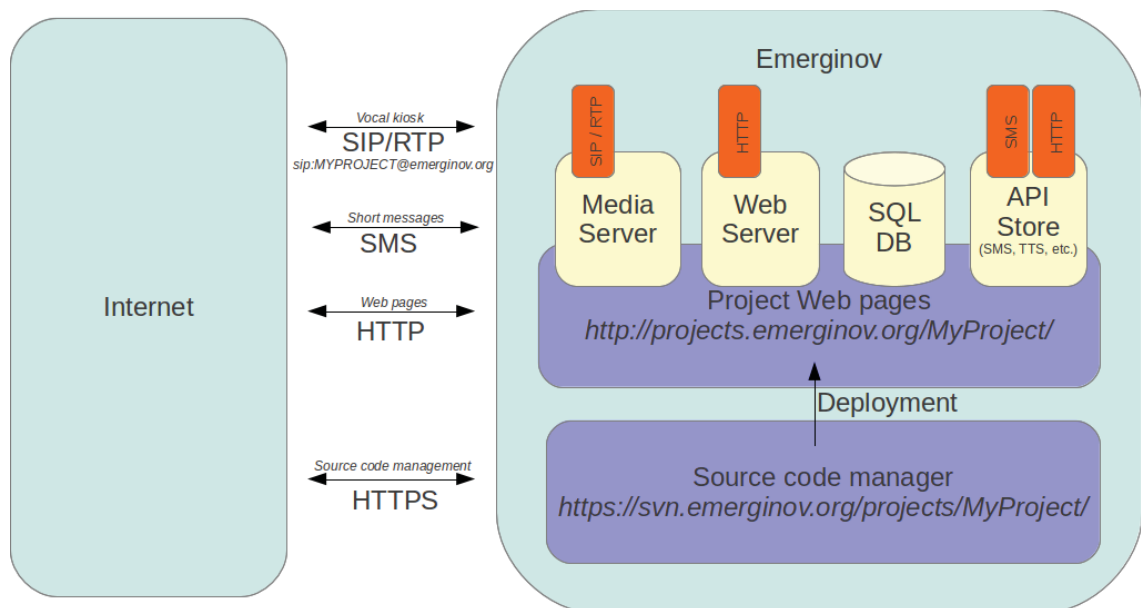 Emerginov
Vocal kiosk
SIP/RTP
sip:MYPROJECT@emerginov.org
SIP / RTP
HTTP
SMS
HTTP
Short messages
SMS
Media
Server
Web
Server
SQL
DB
API
Store
(SMS, TTS, etc.)
Internet
Web pages
HTTP
Project Web pages
http://projects.emerginov.org/MyProject/
Deployment
Source code management
HTTPS
Source code manager
https://svn.emerginov.org/projects/MyProject/